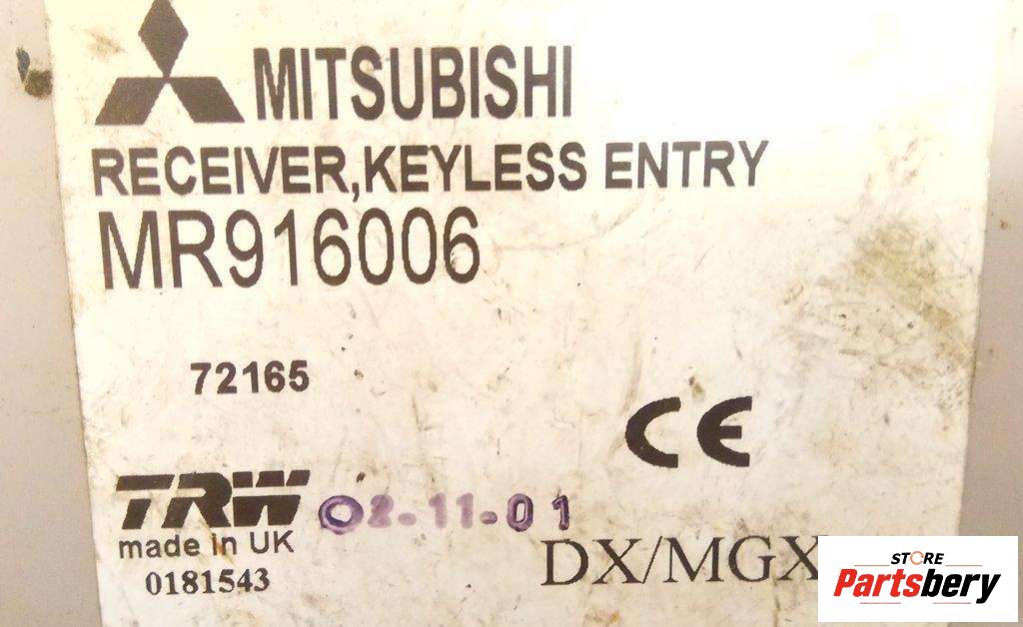 MITSUBISHI
RECEIVER,KEYLESS ENTRY
MR916006
72165
CE
TRW 02-11-01
made in UK
0181543
DX/MGX
STORE
Partsbery